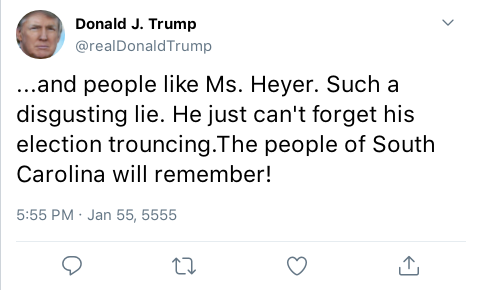 Donald J. Trump
@realDonaldTrump
...and people like Ms. Heyer. Such a
disgusting lie. He just can't forget his
election trouncing.The people of South
Carolina will remember!
5:55 PM · Jan 55, 5555